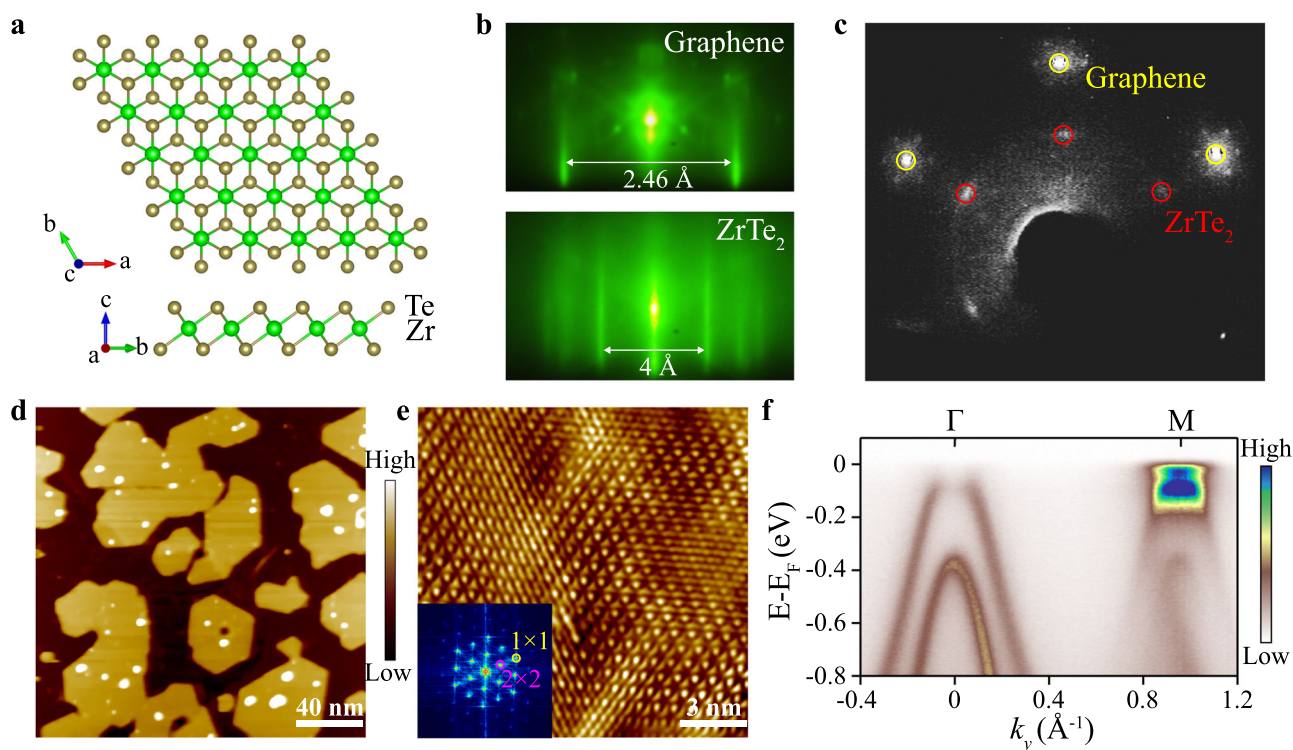 a
b
c
a
c
b
a
b
Te
Zr
b
Graphene
2.46 Å
ZrTe2
4 Å
c
Graphene
ZrTe2
d
40 nm
High
Low
e
1×1
2×2
3 nm
f
Γ
M
E-EF (eV)
0
-0.2
-0.4
-0.6
-0.8
-0.4
0
0.4
0.8
1.2
ky (Å-1)
High
Low